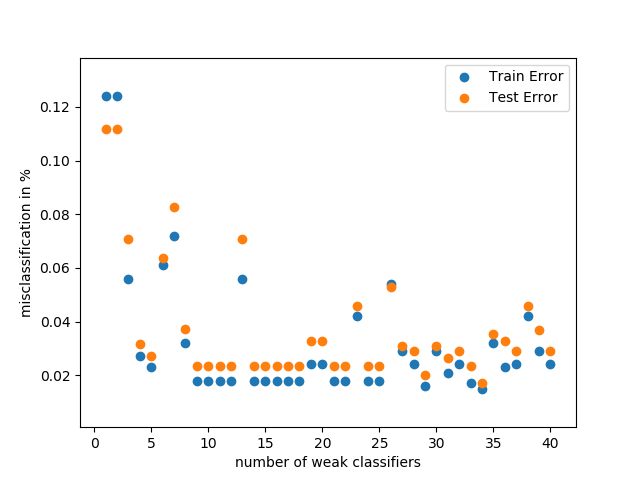 Train Error
Test Error
0.12
0.10
0.08
0.06
0.04
0.02
misclassification in %
0 5 10 15 20 25 30 35 40
number of weak classifiers